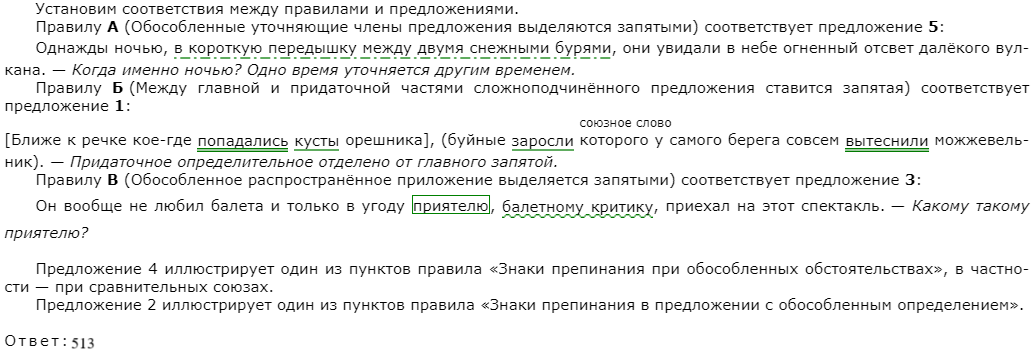 Установим соответствия между правилами и предложениями.
Правилу А (Обособленные уточняющие члены предложения выделяются запятыми) соответствует предложение 5:
Однажды ночью, в короткую передышку между двумя снежными бурями, они увидали в небе огненный отсвет далёкого вул-
кана. — Когда именно ночью? Одно время уточняется другим временем.
Правилу Б (Между главной и придаточной частями сложноподчинённого предложения ставится запятая) соответствует
предложение 1:
союзное слово
[Ближе к речке кое-где попадались кусты орешника], (буйные заросли которого у самого берега совсем вытеснили можжевель-
ник). — Придаточное определительное отделено от главного запятой.
Правилу В (Обособленное распространённое приложение выделяется запятыми) соответствует предложение 3:
Он вообще не любил балета и только в угоду приятелю, балетному критику, приехал на этот спектакль. — Какому такому
приятелю?
Предложение 4 иллюстрирует один из пунктов правила «Знаки препинания при обособленных обстоятельствах», в частно-
сти — при сравнительных союзах.
Предложение 2 иллюстрирует один из пунктов правила «Знаки препинания в предложении с обособленным определением».
Ответ: 513